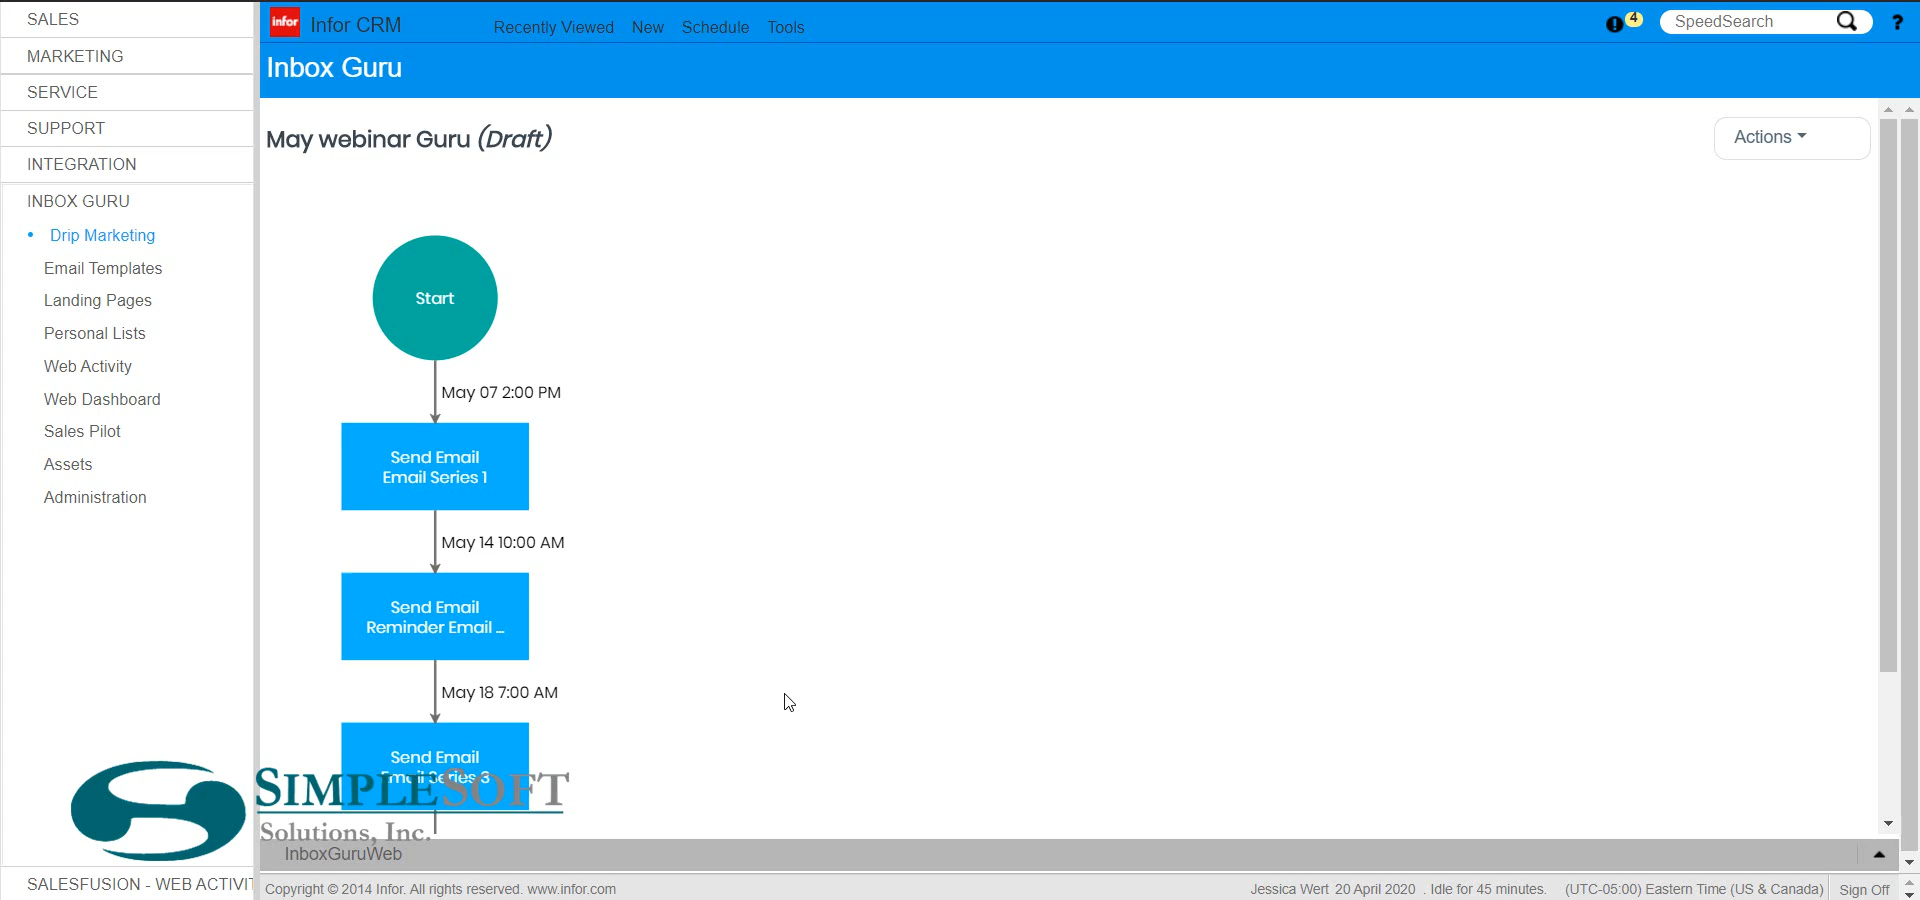 SALES
MARKETING
SERVICE
SUPPORT
INTEGRATION
INBOX GURU
Drip Marketing
Email Templates
Landing Pages
Personal Lists
Web Activity
Web Dashboard
Sales Pilot
Assets
Administration
SALESFUSION - WEB ACTIVIT
infor
Infor CRM
Recently Viewed New Schedule Tools
4
SpeedSearch
?
Inbox Guru
May webinar Guru (Draft)
Actions
Start
May 07 2:00 PM
Send Email
Email Series 1
May 14 10:00 AM
Send Email
Reminder Email ...
May 18 7:00 AM
Send Email
Email Series 3
SIMPLESOFT
Solutions, Inc.
InboxGuruWeb
Copyright © 2014 Infor. All rights reserved. www.infor.com
Jessica Wert 20 April 2020 . Idle for 45 minutes. (UTC-05:00) Eastern Time (US & Canada) Sign Off